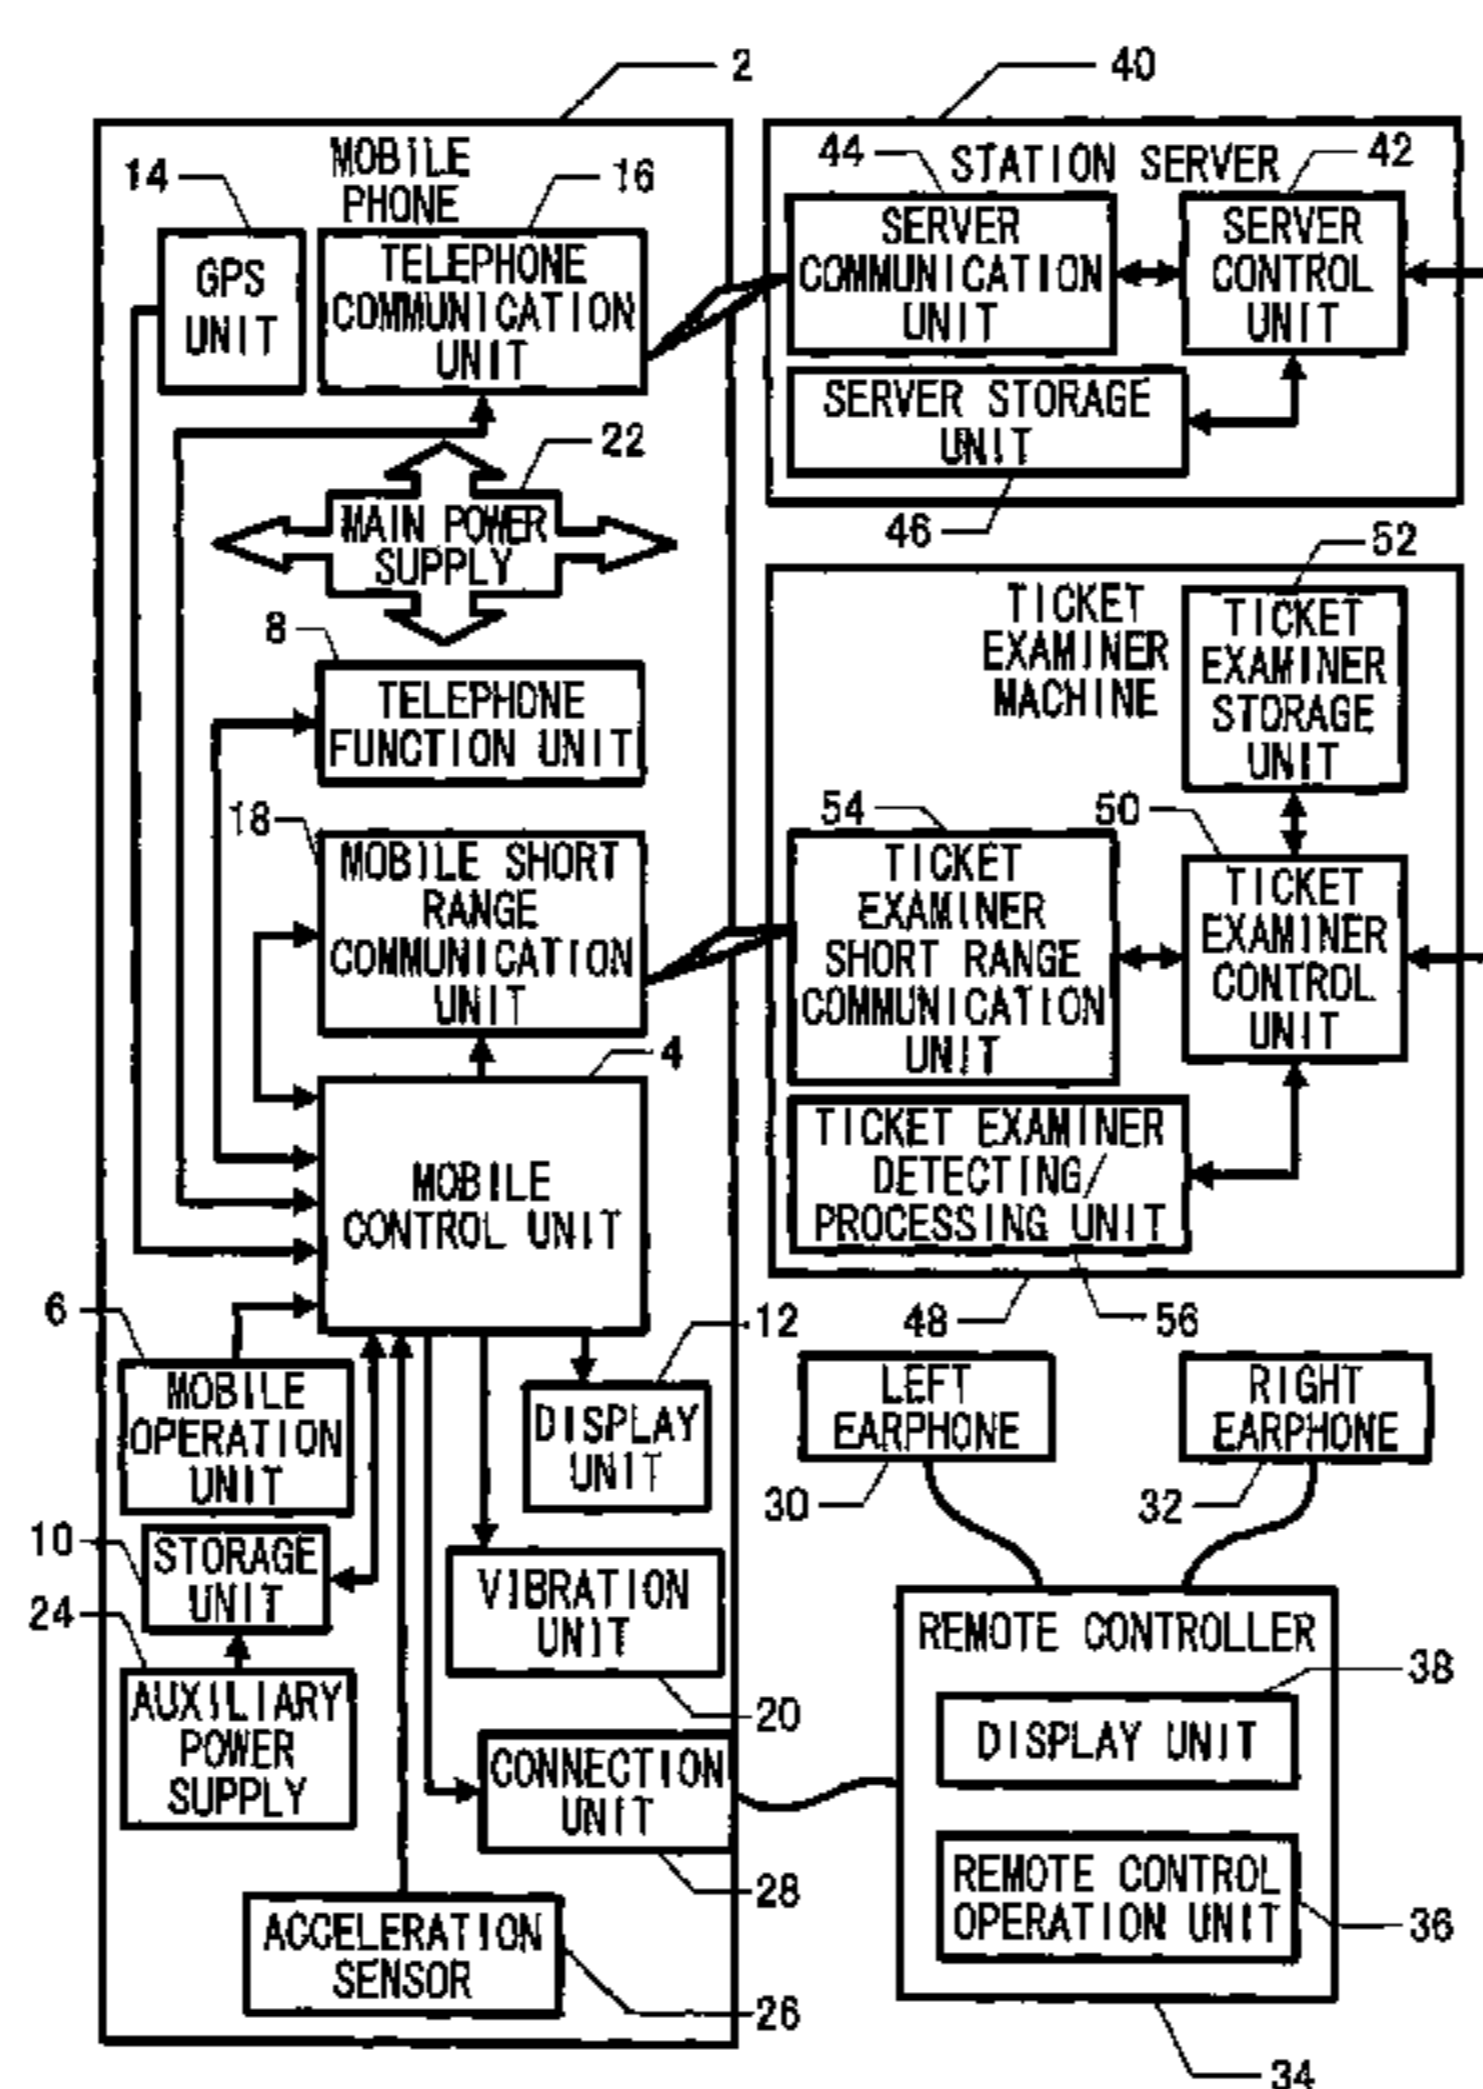 2
40
MOBILE
PHONE
14
16
GPS
UNIT
TELEPHONE
COMMUNICATION
UNIT
44
STATION SERVER
42
SERVER
COMMUNICATION
UNIT
SERVER
CONTROL
UNIT
SERVER STORAGE
UNIT
46
22
MAIN POWER
SUPPLY
8
TELEPHONE
FUNCTION UNIT
52
TICKET
EXAMINER
MACHINE
TICKET
EXAMINER
STORAGE
UNIT
18
MOBILE SHORT
RANGE
COMMUNICATION
UNIT
54
50
TICKET
EXAMINER
SHORT RANGE
COMMUNICATION
UNIT
TICKET
EXAMINER
CONTROL
UNIT
4
MOBILE
CONTROL UNIT
TICKET EXAMINER
DETECTING/
PROCESSING UNIT
48
56
6
12
MOBILE
OPERATION
UNIT
DISPLAY
UNIT
LEFT
EARPHONE
RIGHT
EARPHONE
30
32
10
STORAGE
UNIT
24
VIBRATION
UNIT
20
AUXILIARY
POWER
SUPPLY
CONNECTION
UNIT
28
REMOTE CONTROLLER
38
DISPLAY UNIT
REMOTE CONTROL
OPERATION UNIT
36
ACCELERATION
SENSOR
26
34